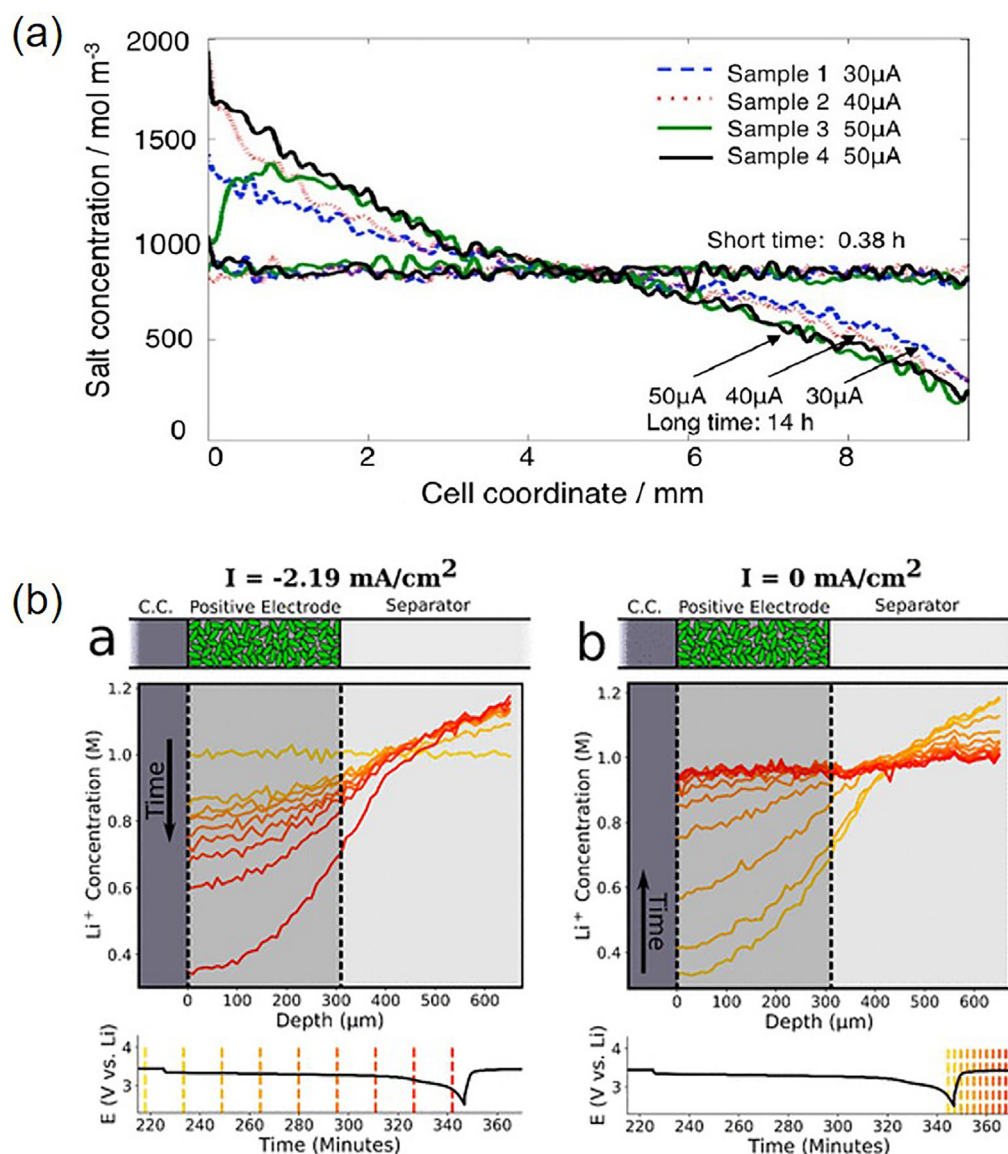 (a)
2000
1500
1000
500
0
Salt concentration / mol m⁻³
Sample 1 30μA
Sample 2 40μA
Sample 3 50μA
Sample 4 50μA
Short time: 0.38 h
50μA 40μA 30μA
Long time: 14 h
0 2 4 6 8
Cell coordinate / mm
(b)
I = -2.19 mA/cm²
C.C. Positive Electrode Separator
a
1.2
1.0
0.8
0.6
0.4
Li⁺ Concentration (M)
Time
0 100 200 300 400 500 600
Depth (μm)
4
3
E (V vs. Li)
220 240 260 280 300 320 340 360
Time (Minutes)
I = 0 mA/cm²
C.C. Positive Electrode Separator
b
1.2
1.0
0.8
0.6
0.4
Li⁺ Concentration (M)
Time
0 100 200 300 400 500 600
Depth (μm)
4
3
E (V vs. Li)
220 240 260 280 300 320 340 360
Time (Minutes)